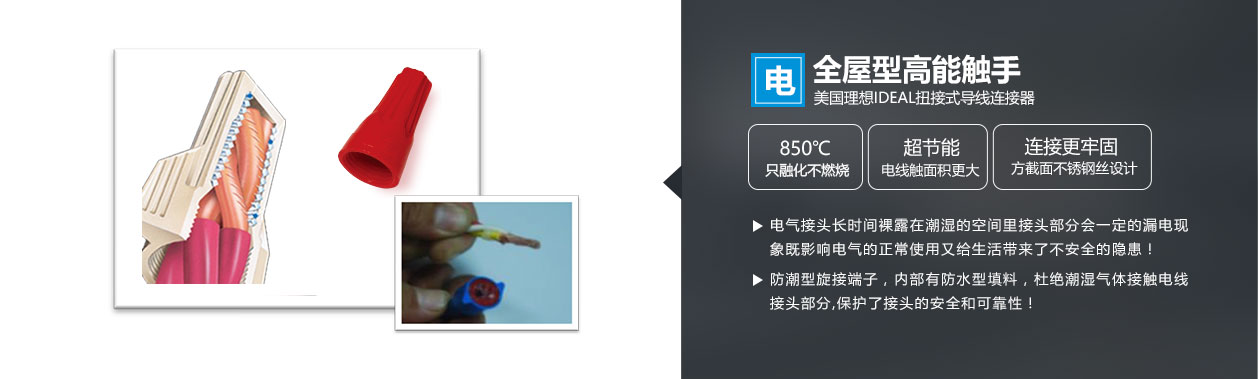 电
全屋型高能触手
美国理想IDEAL扭接式导线连接器
850℃
只融化不燃烧
超节能
电线触面积更大
连接更牢固
方截面不锈钢丝设计
电气接头长时间裸露在潮湿的空间里接头部分会一定的漏电现
象既影响电气的正常使用又给生活带来了不安全的隐患！
防潮型旋接端子，内部有防水型填料，杜绝潮湿气体接触电线
接头部分,保护了接头的安全和可靠性！